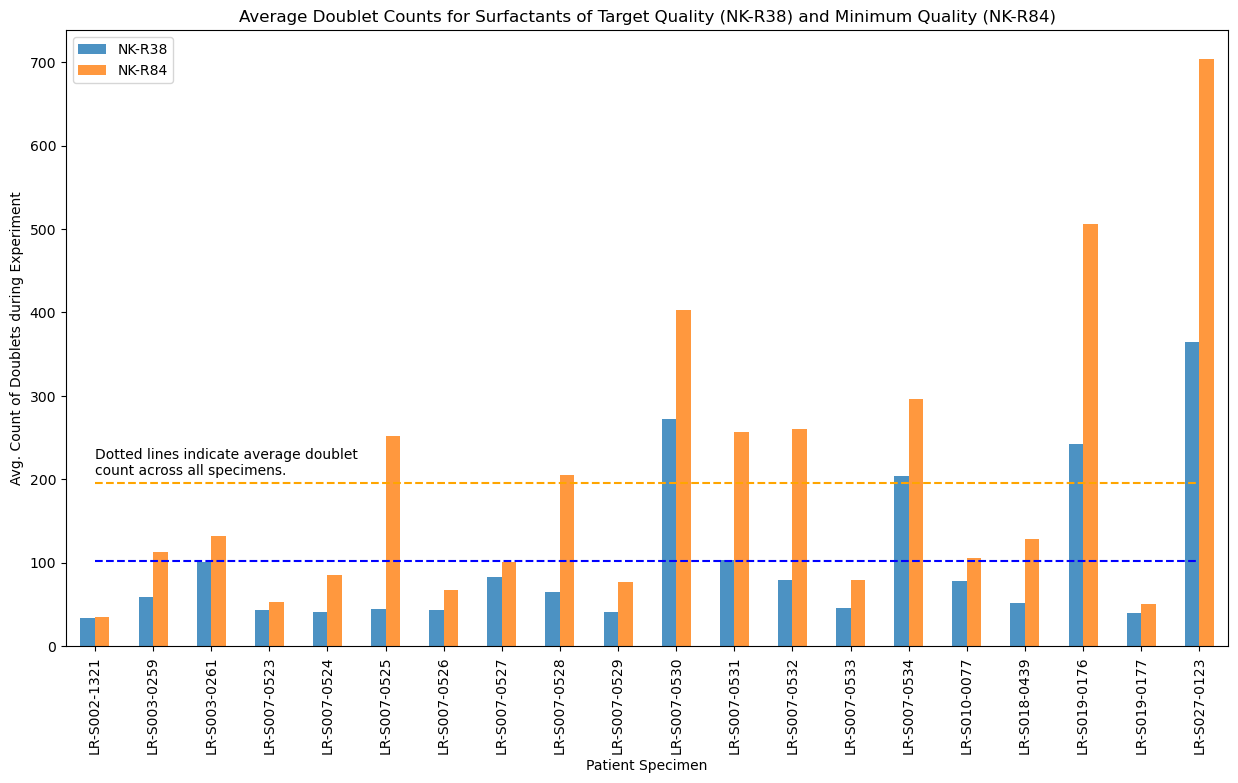 Average Doublet Counts for Surfactants of Target Quality (NK-R38) and Minimum Quality (NK-R84)
NK-R38
NK-R84
Avg. Count of Doublets during Experiment
700
600
500
400
300
200
100
0
Dotted lines indicate average doublet
count across all specimens.
LR-S002-1321
LR-S003-0259
LR-S003-0261
LR-S007-0523
LR-S007-0524
LR-S007-0525
LR-S007-0526
LR-S007-0527
LR-S007-0528
LR-S007-0529
LR-S007-0530
LR-S007-0531
LR-S007-0532
LR-S007-0533
LR-S007-0534
LR-S010-0077
LR-S018-0439
LR-S019-0176
LR-S019-0177
LR-S027-0123
Patient Specimen